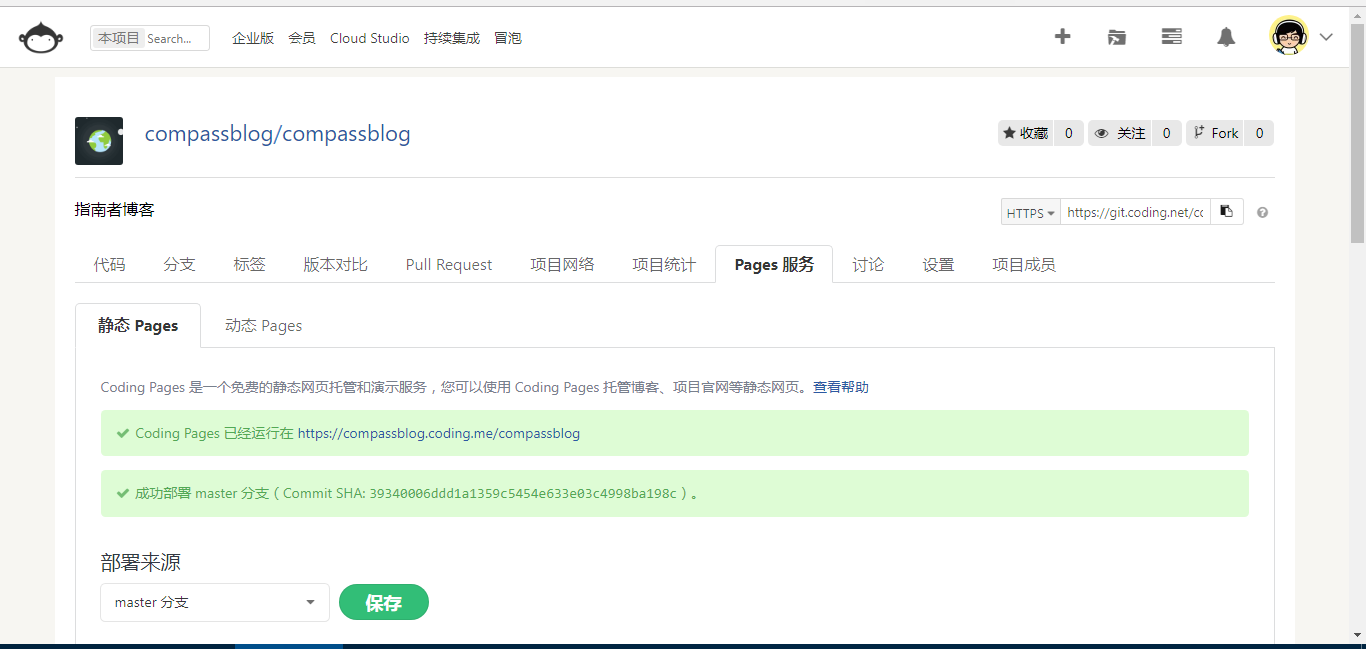 本项目 Search... 企业版 会员 Cloud Studio 持续集成 冒泡
compassblog/compassblog 收藏 0 关注 0 Fork 0
指南者博客 HTTPS https://git.coding.net/cc
代码 分支 标签 版本对比 Pull Request 项目网络 项目统计 Pages 服务 讨论 设置 项目成员
静态 Pages 动态 Pages
Coding Pages 是一个免费的静态网页托管和演示服务，您可以使用 Coding Pages 托管博客、项目官网等静态网页。查看帮助
Coding Pages 已经运行在 https://compassblog.coding.me/compassblog
成功部署 master 分支 ( Commit SHA: 39340006ddd1a1359c5454e633e03c4998ba198c ) 。
部署来源
master 分支 保存